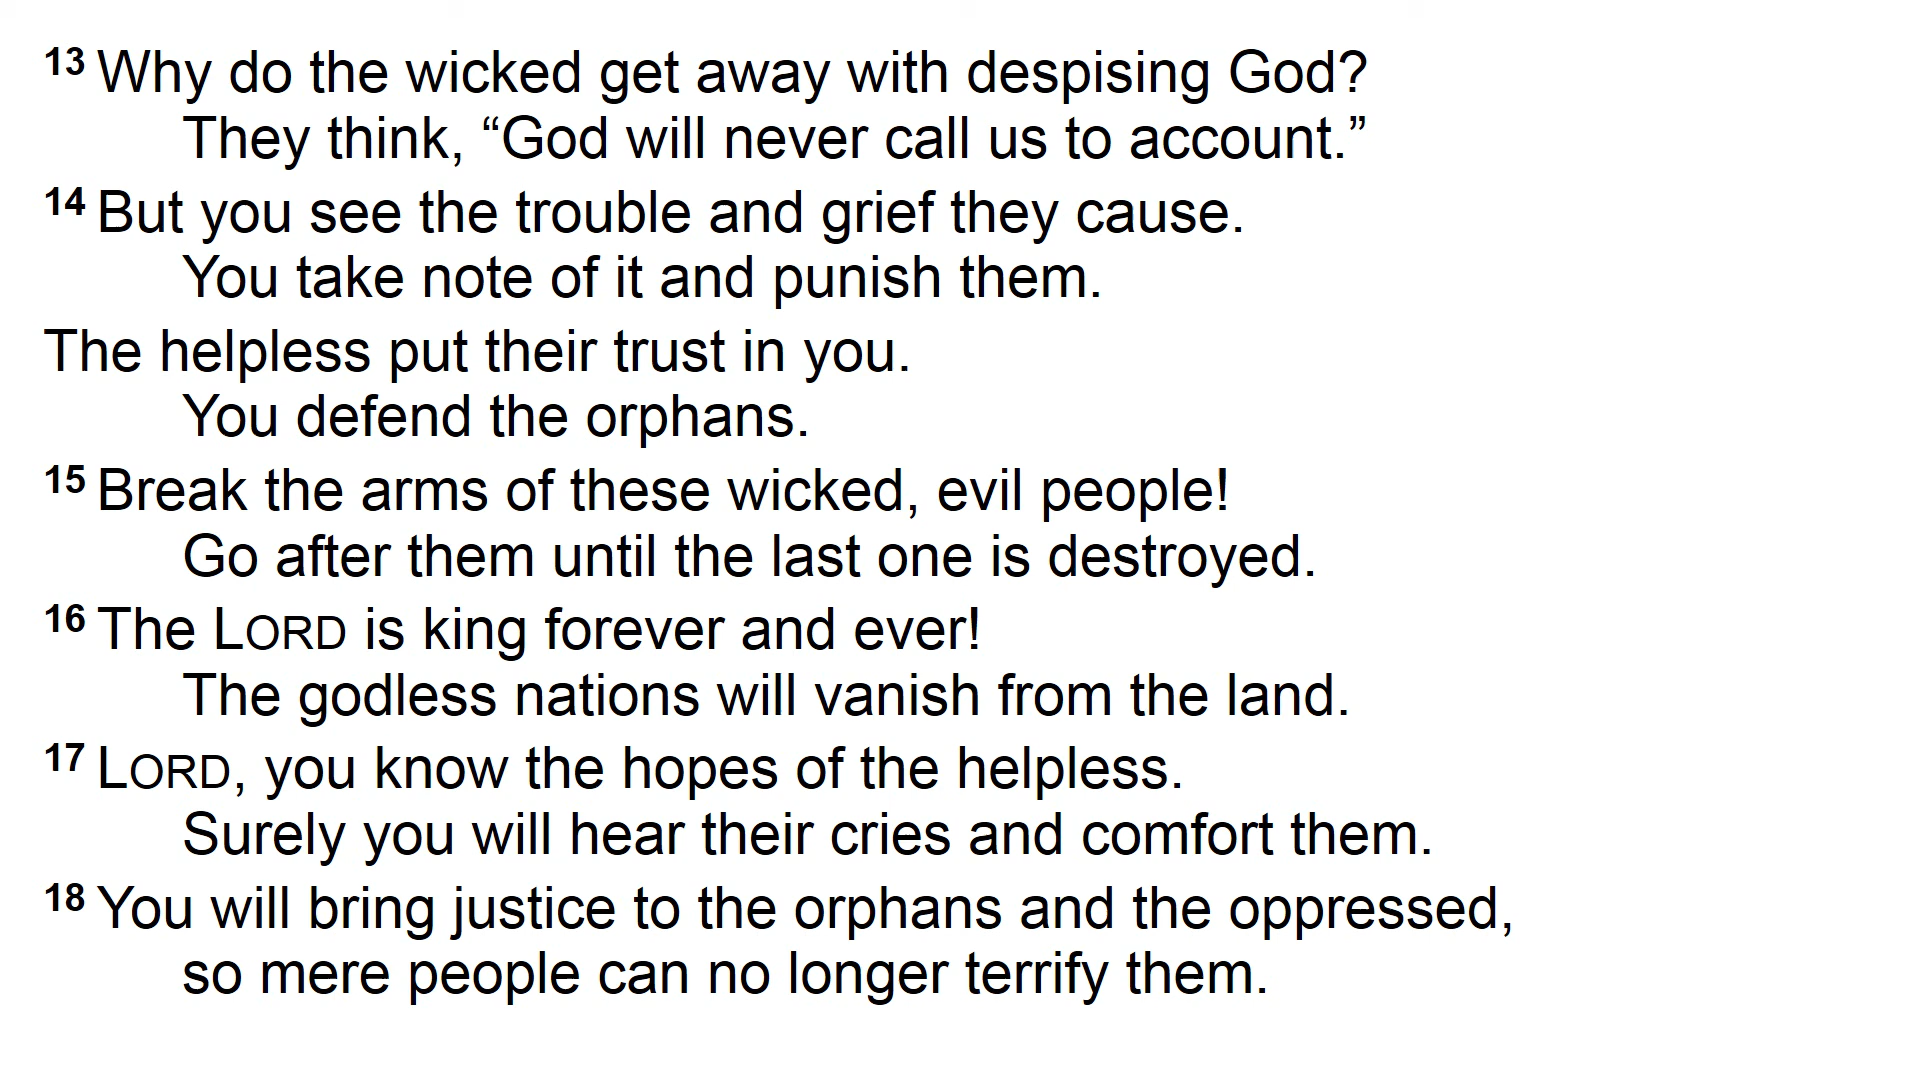 13 Why do the wicked get away with despising God?
They think, “God will never call us to account.”
14 But you see the trouble and grief they cause.
You take note of it and punish them.
The helpless put their trust in you.
You defend the orphans.
15 Break the arms of these wicked, evil people!
Go after them until the last one is destroyed.
16 The LORD is king forever and ever!
The godless nations will vanish from the land.
17 LORD, you know the hopes of the helpless.
Surely you will hear their cries and comfort them.
18 You will bring justice to the orphans and the oppressed,
so mere people can no longer terrify them.